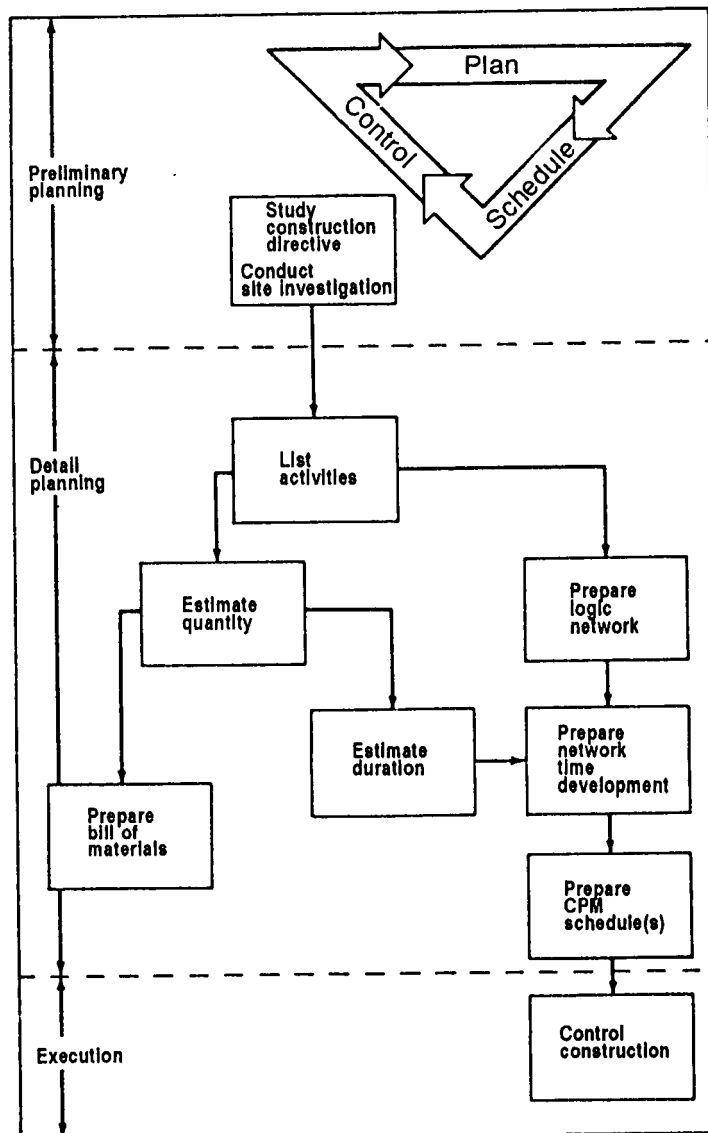 Plan
Control
Schedule
Preliminary
planning
Study
construction
directive
Conduct
site investigation
Detail
planning
List
activities
Estimate
quantity
Prepare
logic
network
Estimate
duration
Prepare
network
time
development
Prepare
bill of
materials
Prepare
CPM
schedule(s)
Execution
Control
construction